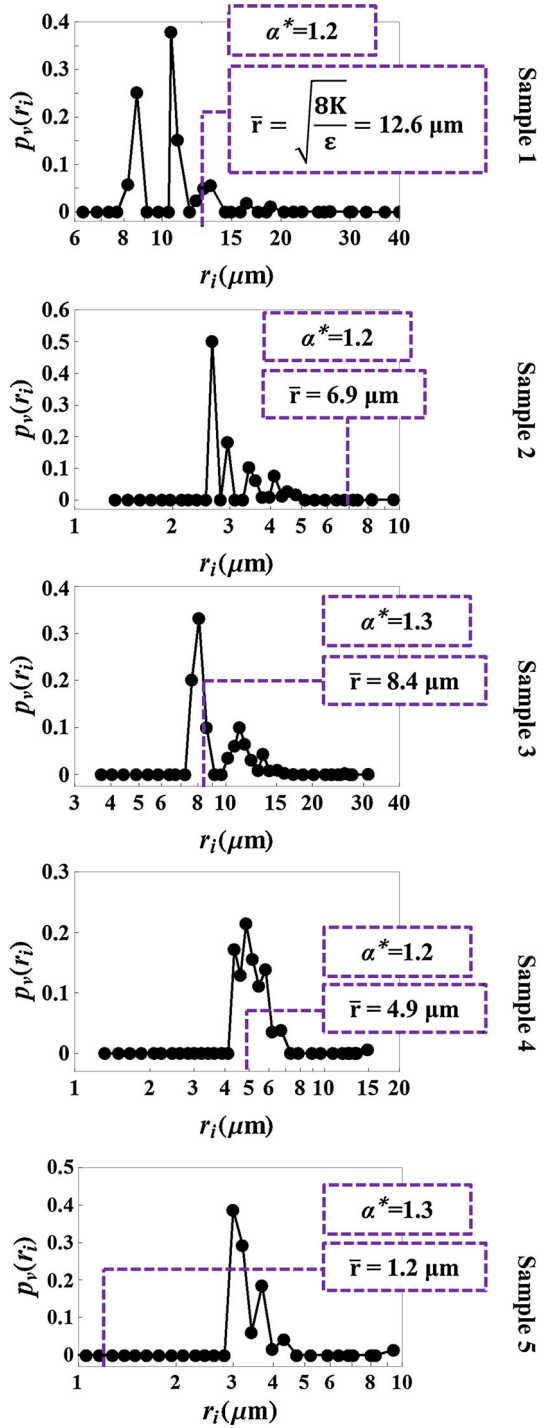 0.4
0.3
0.2
0.1
0
p_v(r_i)
α*=1.2
r̄ = √(8K/ε) = 12.6 μm
6 8 10 15 20 30 40
r_i(μm)
Sample 1
0.6
0.5
0.4
0.3
0.2
0.1
0
p_v(r_i)
α*=1.2
r̄ = 6.9 μm
1 2 3 4 5 6 8 10
r_i(μm)
Sample 2
0.4
0.3
0.2
0.1
0
p_v(r_i)
α*=1.3
r̄ = 8.4 μm
3 4 5 6 8 10 15 20 30 40
r_i(μm)
Sample 3
0.3
0.2
0.1
0
p_v(r_i)
α*=1.2
r̄ = 4.9 μm
1 2 3 4 5 6 8 10 15 20
r_i(μm)
Sample 4
0.5
0.4
0.3
0.2
0.1
0
p_v(r_i)
α*=1.3
r̄ = 1.2 μm
1 2 3 4 5 6 8 10
r_i(μm)
Sample 5